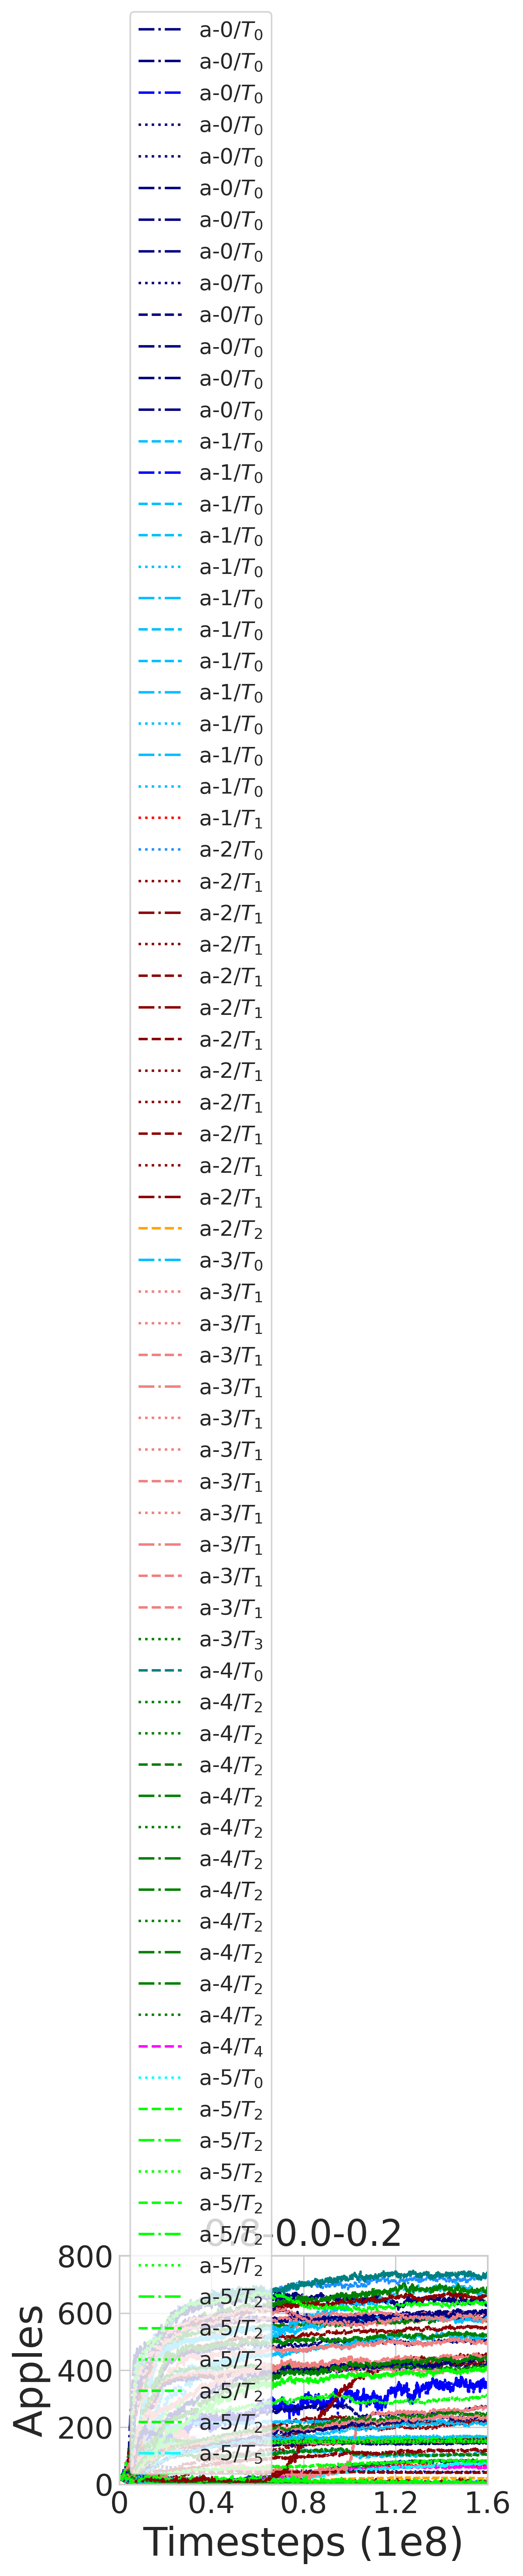 a-0/T₀
a-0/T₀
a-0/T₀
a-0/T₀
a-0/T₀
a-0/T₀
a-0/T₀
a-0/T₀
a-0/T₀
a-0/T₀
a-0/T₀
a-0/T₀
a-0/T₀
a-1/T₀
a-1/T₀
a-1/T₀
a-1/T₀
a-1/T₀
a-1/T₀
a-1/T₀
a-1/T₀
a-1/T₀
a-1/T₀
a-1/T₀
a-1/T₀
a-1/T₁
a-2/T₀
a-2/T₁
a-2/T₁
a-2/T₁
a-2/T₁
a-2/T₁
a-2/T₁
a-2/T₁
a-2/T₁
a-2/T₁
a-2/T₁
a-2/T₁
a-2/T₂
a-3/T₀
a-3/T₁
a-3/T₁
a-3/T₁
a-3/T₁
a-3/T₁
a-3/T₁
a-3/T₁
a-3/T₁
a-3/T₁
a-3/T₁
a-3/T₁
a-3/T₃
a-4/T₀
a-4/T₂
a-4/T₂
a-4/T₂
a-4/T₂
a-4/T₂
a-4/T₂
a-4/T₂
a-4/T₂
a-4/T₂
a-4/T₂
a-4/T₂
a-4/T₄
a-5/T₀
a-5/T₂
a-5/T₂
a-5/T₂
a-5/T₂
a-5/T₂
a-5/T₂
a-5/T₂
a-5/T₂
a-5/T₂
a-5/T₂
a-5/T₂
a-5/T₅
0.8-0.0-0.2
800
600
400
200
0
Apples
0 0.4 0.8 1.2 1.6
Timesteps (1e8)